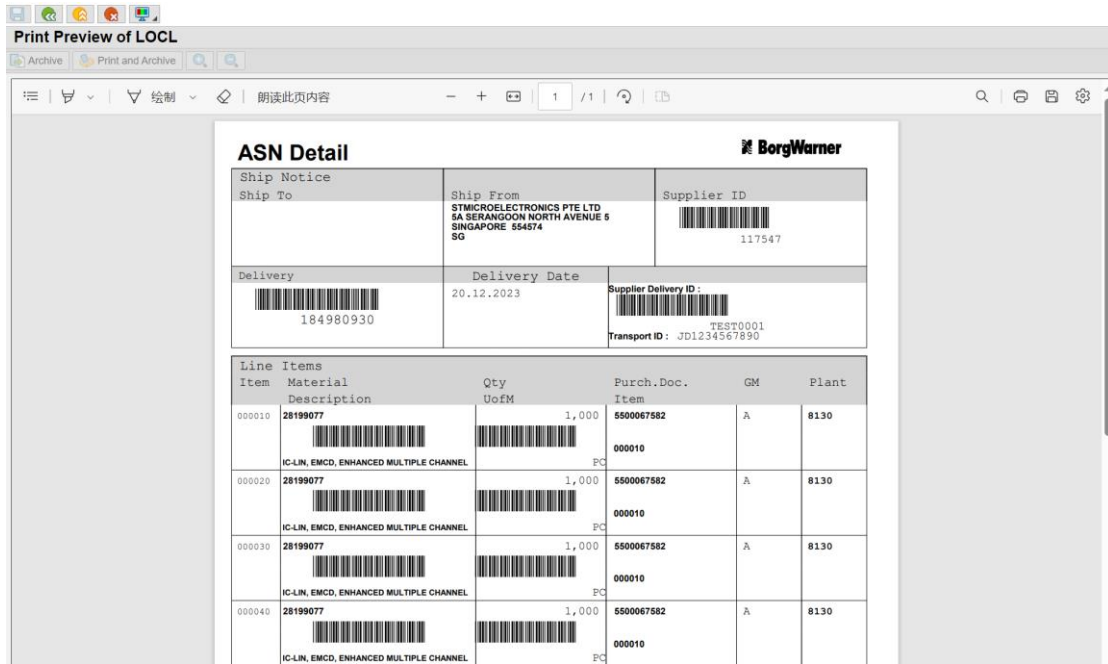 Print Preview of LOCL
Archive Print and Archive
绘制 朗读此页内容 1 / 1
ASN Detail BorgWarner
Ship Notice
Ship To Ship From Supplier ID
STMICROELECTRONICS PTE LTD
5A SERANGOON NORTH AVENUE 5
SINGAPORE 554574
SG
117547
Delivery Delivery Date
20.12.2023 Supplier Delivery ID :
184980930
TEST0001
Transport ID : JD1234567890
Line Items
Item Material Qty Purch.Doc. GM Plant
Description UofM Item
000010 28199077 1,000 5500067582 A 8130
000010
IC-LIN, EMCD, ENHANCED MULTIPLE CHANNEL PC
000020 28199077 1,000 5500067582 A 8130
000010
IC-LIN, EMCD, ENHANCED MULTIPLE CHANNEL PC
000030 28199077 1,000 5500067582 A 8130
000010
IC-LIN, EMCD, ENHANCED MULTIPLE CHANNEL PC
000040 28199077 1,000 5500067582 A 8130
000010
IC-LIN, EMCD, ENHANCED MULTIPLE CHANNEL PC